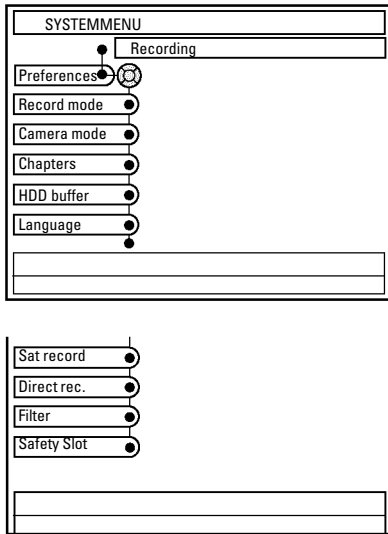 SYSTEMMENU
Recording
Preferences
Record mode
Camera mode
Chapters
HDD buffer
Language
Sat record
Direct rec.
Filter
Safety Slot